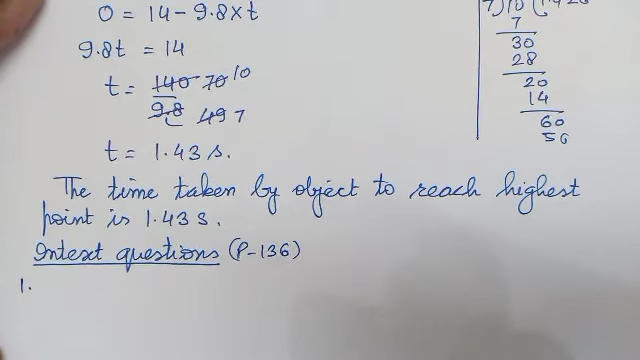 0 = 14 - 9.8 x t
9.8t = 14
t = 140 70 10
9.8 49 7
t = 1.43 s.
The time taken by object to reach highest
point is 1.43 s.
Intext questions (P-136)
1.
7) 10 (
7
30
28
20
14
60
56